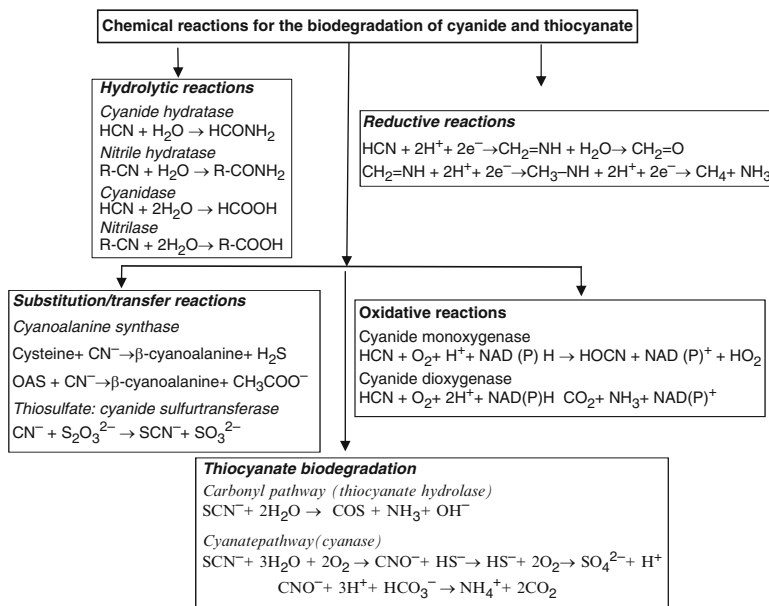 Chemical reactions for the biodegradation of cyanide and thiocyanate
Hydrolytic reactions
Cyanide hydratase
HCN + H₂O → HCONH₂
Nitrile hydratase
R-CN + H₂O → R-CONH₂
Cyanidase
HCN + 2H₂O → HCOOH
Nitrilase
R-CN + 2H₂O → R-COOH
Reductive reactions
HCN + 2H⁺ + 2e⁻ → CH₂=NH + H₂O → CH₂=O
CH₂=NH + 2H⁺ + 2e⁻ → CH₃–NH + 2H⁺ + 2e⁻ → CH₄ + NH₃
Substitution/transfer reactions
Cyanoalanine synthase
Cysteine+ CN⁻ → β-cyanoalanine+ H₂S
OAS + CN⁻ → β-cyanoalanine+ CH₃COO⁻
Thiosulfate: cyanide sulfurtransferase
CN⁻ + S₂O₃²⁻ → SCN⁻ + SO₃²⁻
Oxidative reactions
Cyanide monoxygenase
HCN + O₂+ H⁺ + NAD (P) H → HOCN + NAD (P)⁺ + HO₂
Cyanide dioxygenase
HCN + O₂+ 2H⁺ + NAD(P)H CO₂+ NH₃+ NAD(P)⁺
Thiocyanate biodegradation
Carbonyl pathway (thiocyanate hydrolase)
SCN⁻ + 2H₂O → COS + NH₃ + OH⁻
Cyanatepathway(cyanase)
SCN⁻ + 3H₂O + 2O₂ → CNO⁻ + HS⁻ → HS⁻ + 2O₂ → SO₄²⁻ + H⁺
CNO⁻ + 3H⁺ + HCO₃⁻ → NH₄⁺ + 2CO₂